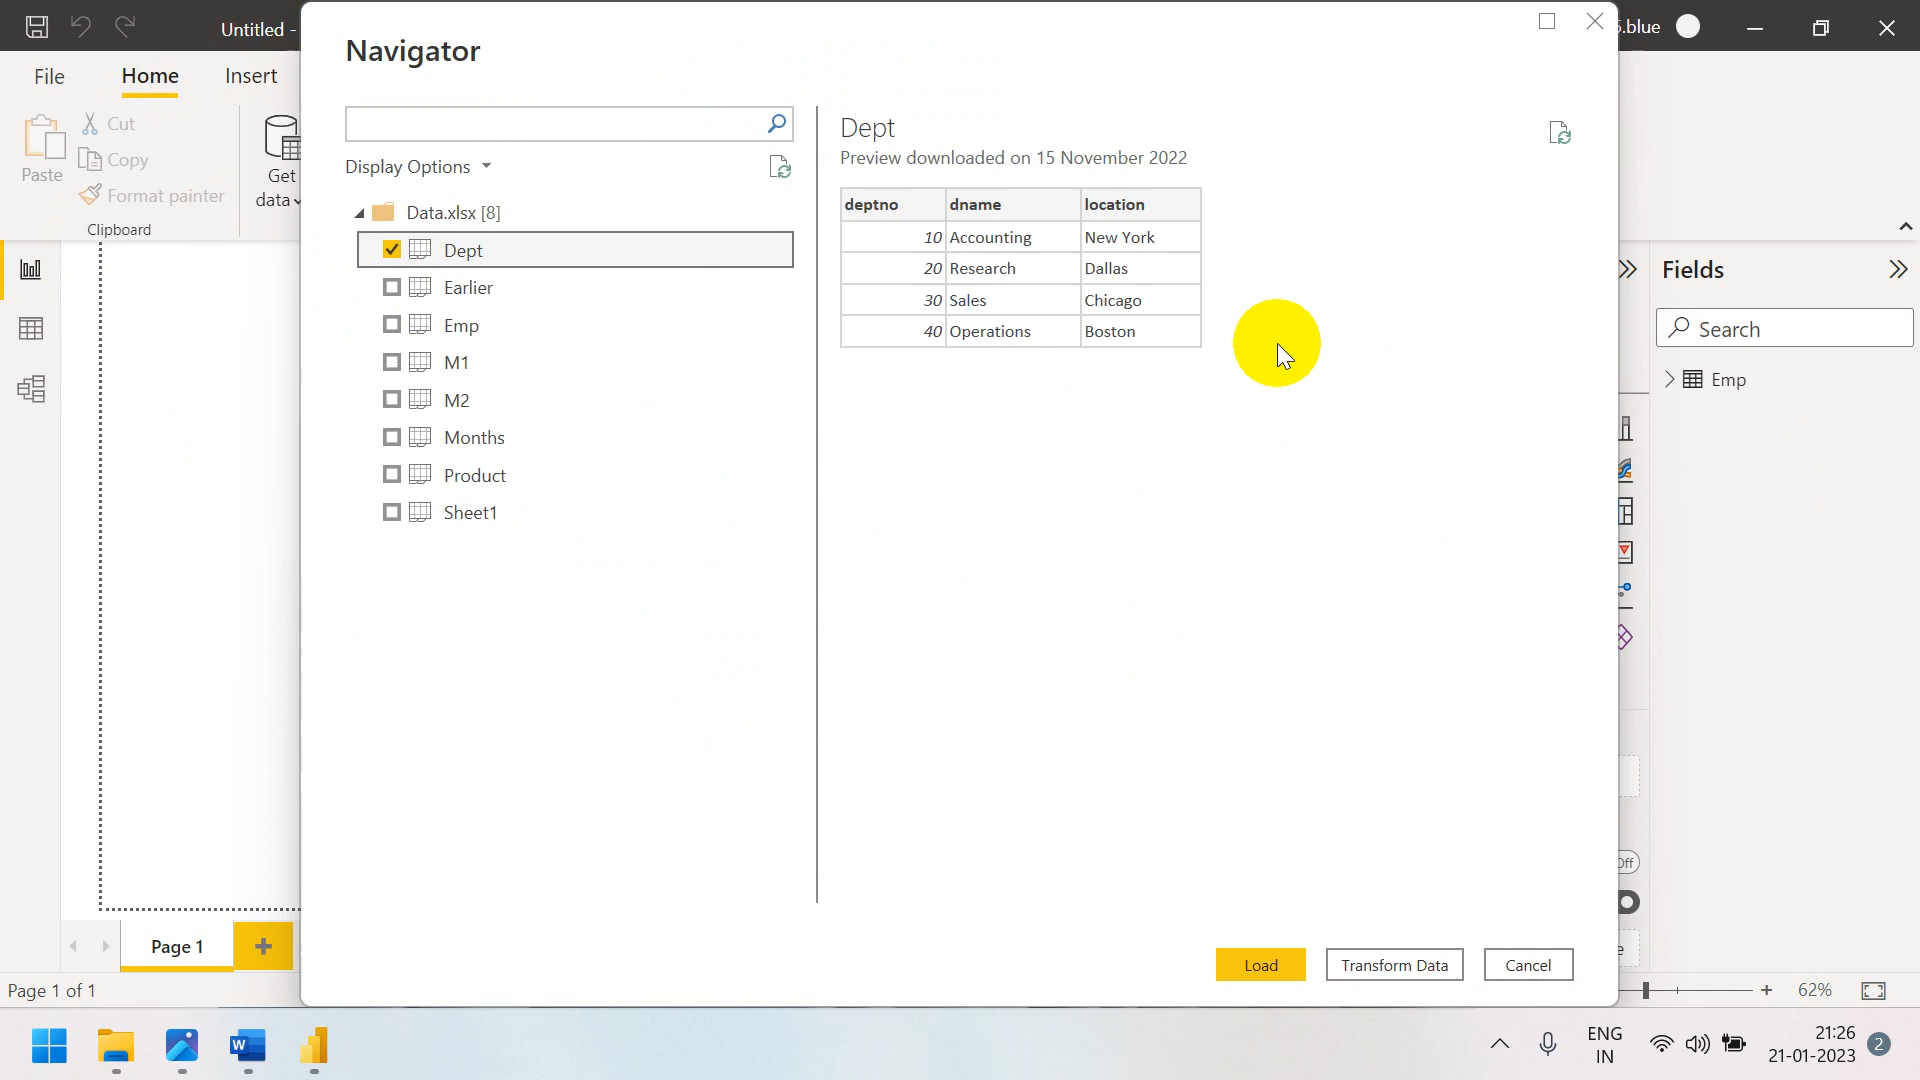 Untitled -
5.blue
File
Home
Insert
Cut
Copy
Paste
Format painter
Clipboard
Get
data
Navigator
Display Options
Data.xlsx [8]
Dept
Earlier
Emp
M1
M2
Months
Product
Sheet1
Dept
Preview downloaded on 15 November 2022
deptno dname location
10 Accounting New York
20 Research Dallas
30 Sales Chicago
40 Operations Boston
Load
Transform Data
Cancel
Fields
Search
Emp
Off
e
Page 1
Page 1 of 1
62%
W
ENG
IN
21:26
21-01-2023
2